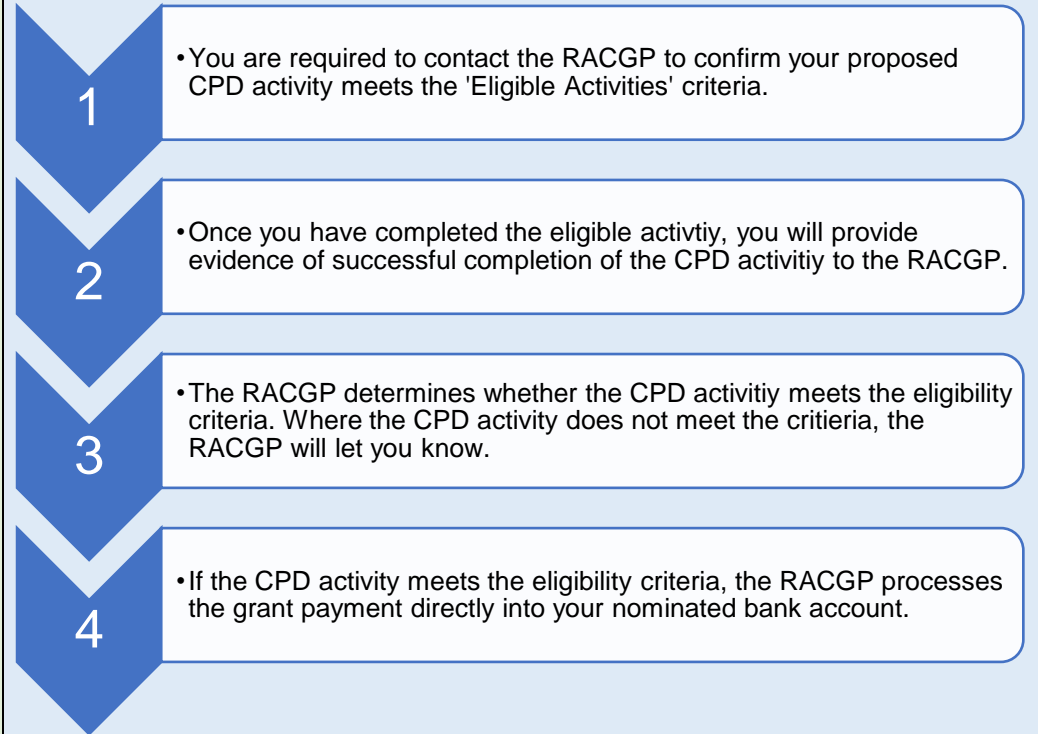 1
•You are required to contact the RACGP to confirm your proposed
CPD activity meets the 'Eligible Activities' criteria.
2
•Once you have completed the eligible activtiy, you will provide
evidence of successful completion of the CPD activitiy to the RACGP.
3
•The RACGP determines whether the CPD activitiy meets the eligibility
criteria. Where the CPD activity does not meet the critieria, the
RACGP will let you know.
4
•If the CPD activity meets the eligibility criteria, the RACGP processes
the grant payment directly into your nominated bank account.